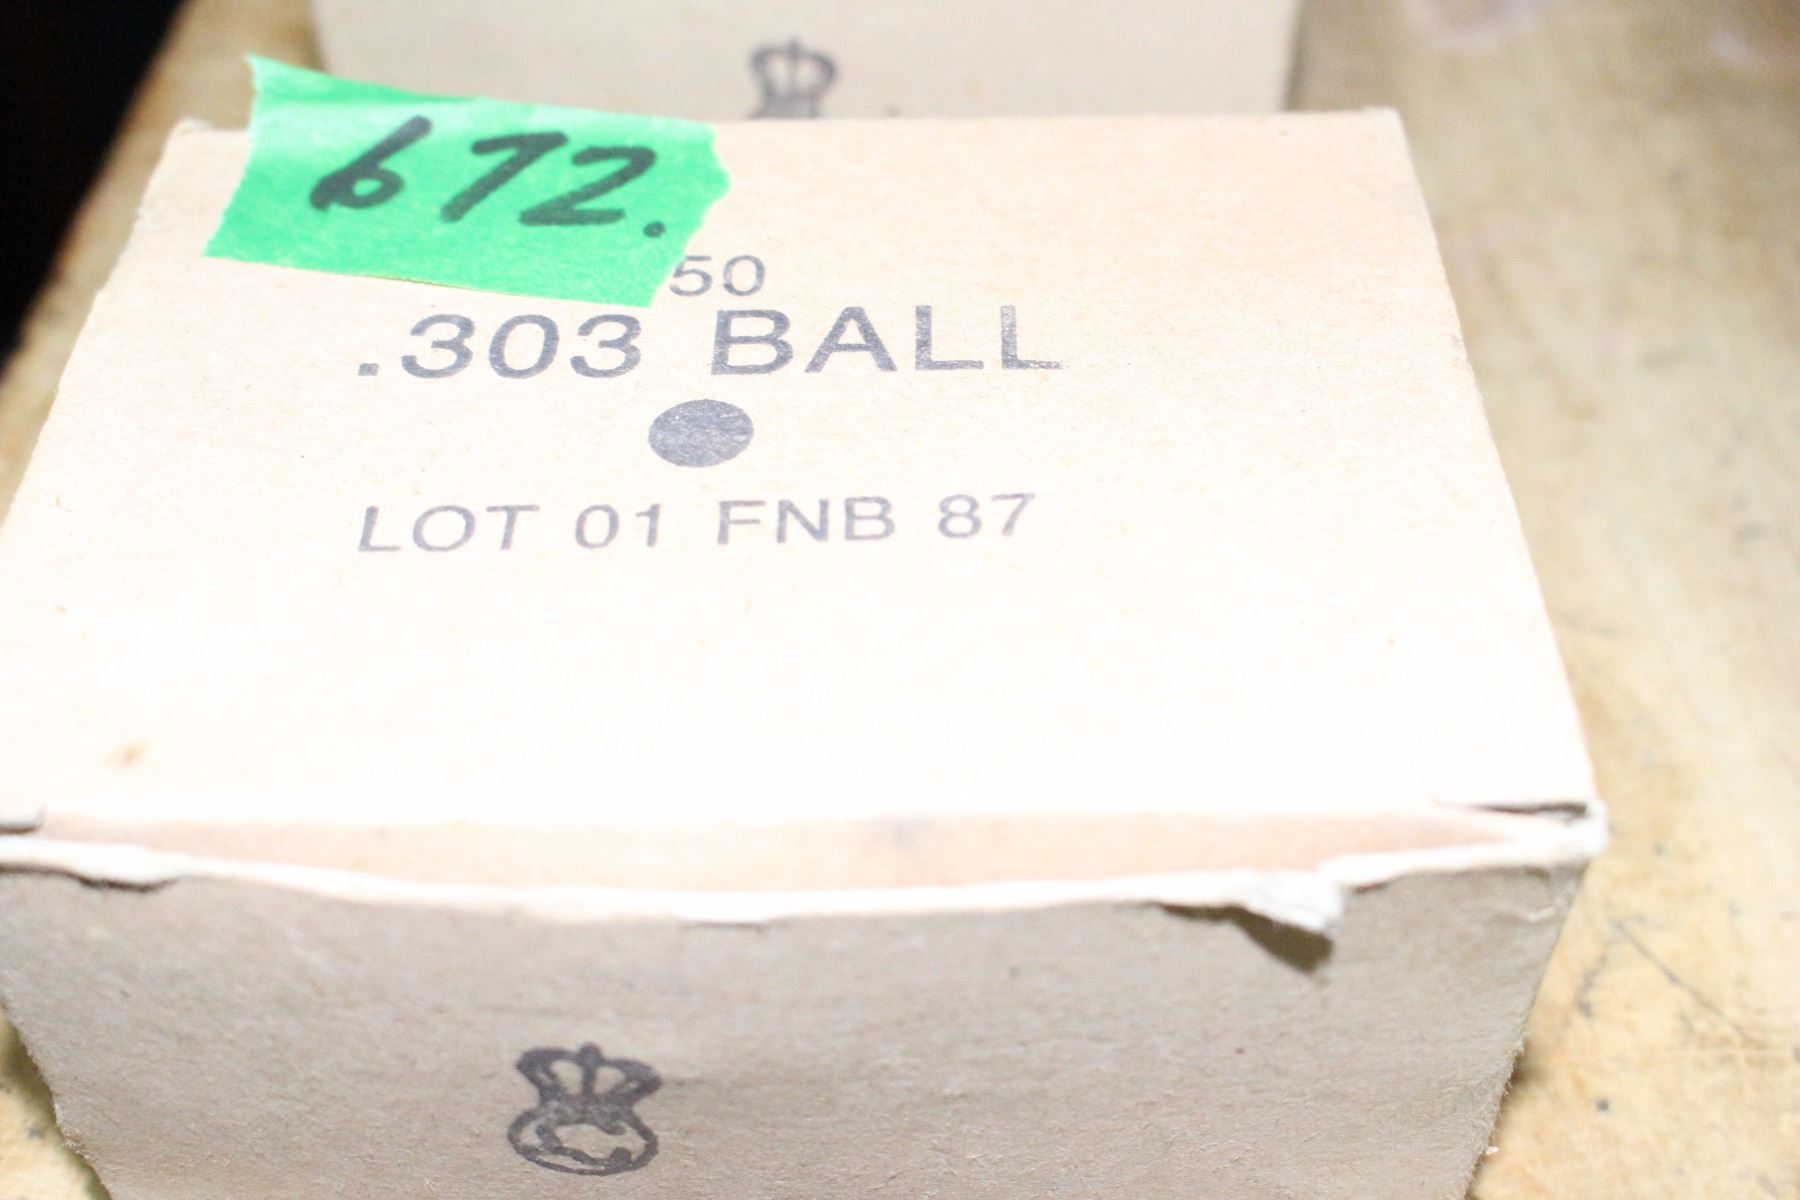 672.
50
.303 BALL
LOT 01 FNB 87